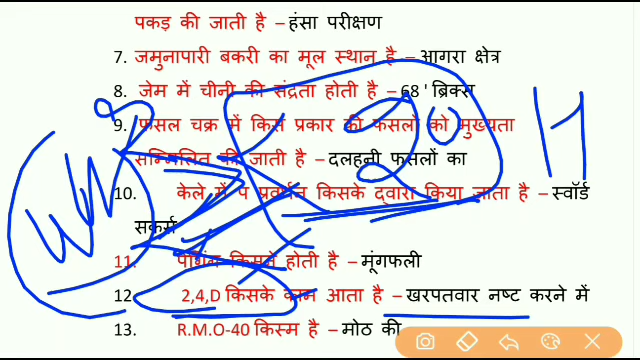 पकड की जाती है – हंसा परीक्षण
7. जमुनापारी बकरी का मूल स्थान है – आगरा क्षेत्र
8. जेम में चीनी की संद्रता होती है – 68 ' ब्रिक्स
9. फसल चक्र में किस प्रकार की फसलों को मुख्यता
सम्मिलित की जाती है – दलहनी फसलों का
10. केले में प प्रवर्धन किसके द्वारा किया जाता है – स्वॉर्ड
सकर्स
11. किसमें होती है – मूंगफली
12 2,4,D किसके काम आता है – खरपतवार नष्ट करने में
13. R.M.O-40 किस्म है – मोठ की